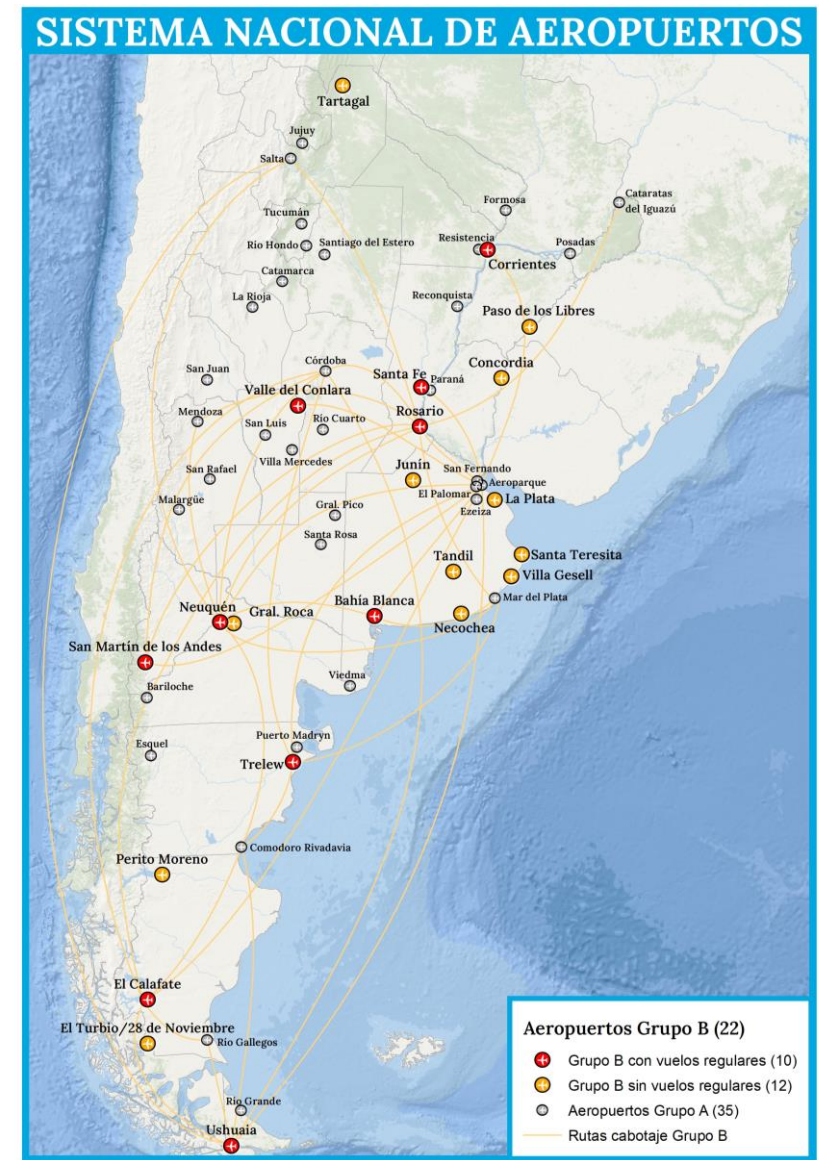 SISTEMA NACIONAL DE AEROPUERTOS
Tartagal
Jujuy
Salta
Cataratas
del Iguazú
Formosa
Tucumán
Resistencia
Posadas
Río Hondo
Santiago del Estero
Corrientes
Catamarca
La Rioja
Reconquista
Paso de los Libres
Córdoba
Concordia
San Juan
Santa Fe
Paraná
Valle del Conlara
Mendoza
Rosario
San Luis
Río Cuarto
Villa Mercedes
Junín
San Fernando
San Rafael
Aeroparque
El Palomar
Malargüe
La Plata
Gral. Pico
Ezeiza
Santa Rosa
Tandil
Santa Teresita
Villa Gesell
Mar del Plata
Neuquén
Gral. Roca
Bahía Blanca
Necochea
San Martín de los Andes
Viedma
Bariloche
Puerto Madryn
Esquel
Trelew
Comodoro Rivadavia
Perito Moreno
El Calafate
El Turbio/28 de Noviembre
Río Gallegos
Río Grande
Ushuaia
Aeropuertos Grupo B (22)
Grupo B con vuelos regulares (10)
Grupo B sin vuelos regulares (12)
Aeropuertos Grupo A (35)
Rutas cabotaje Grupo B